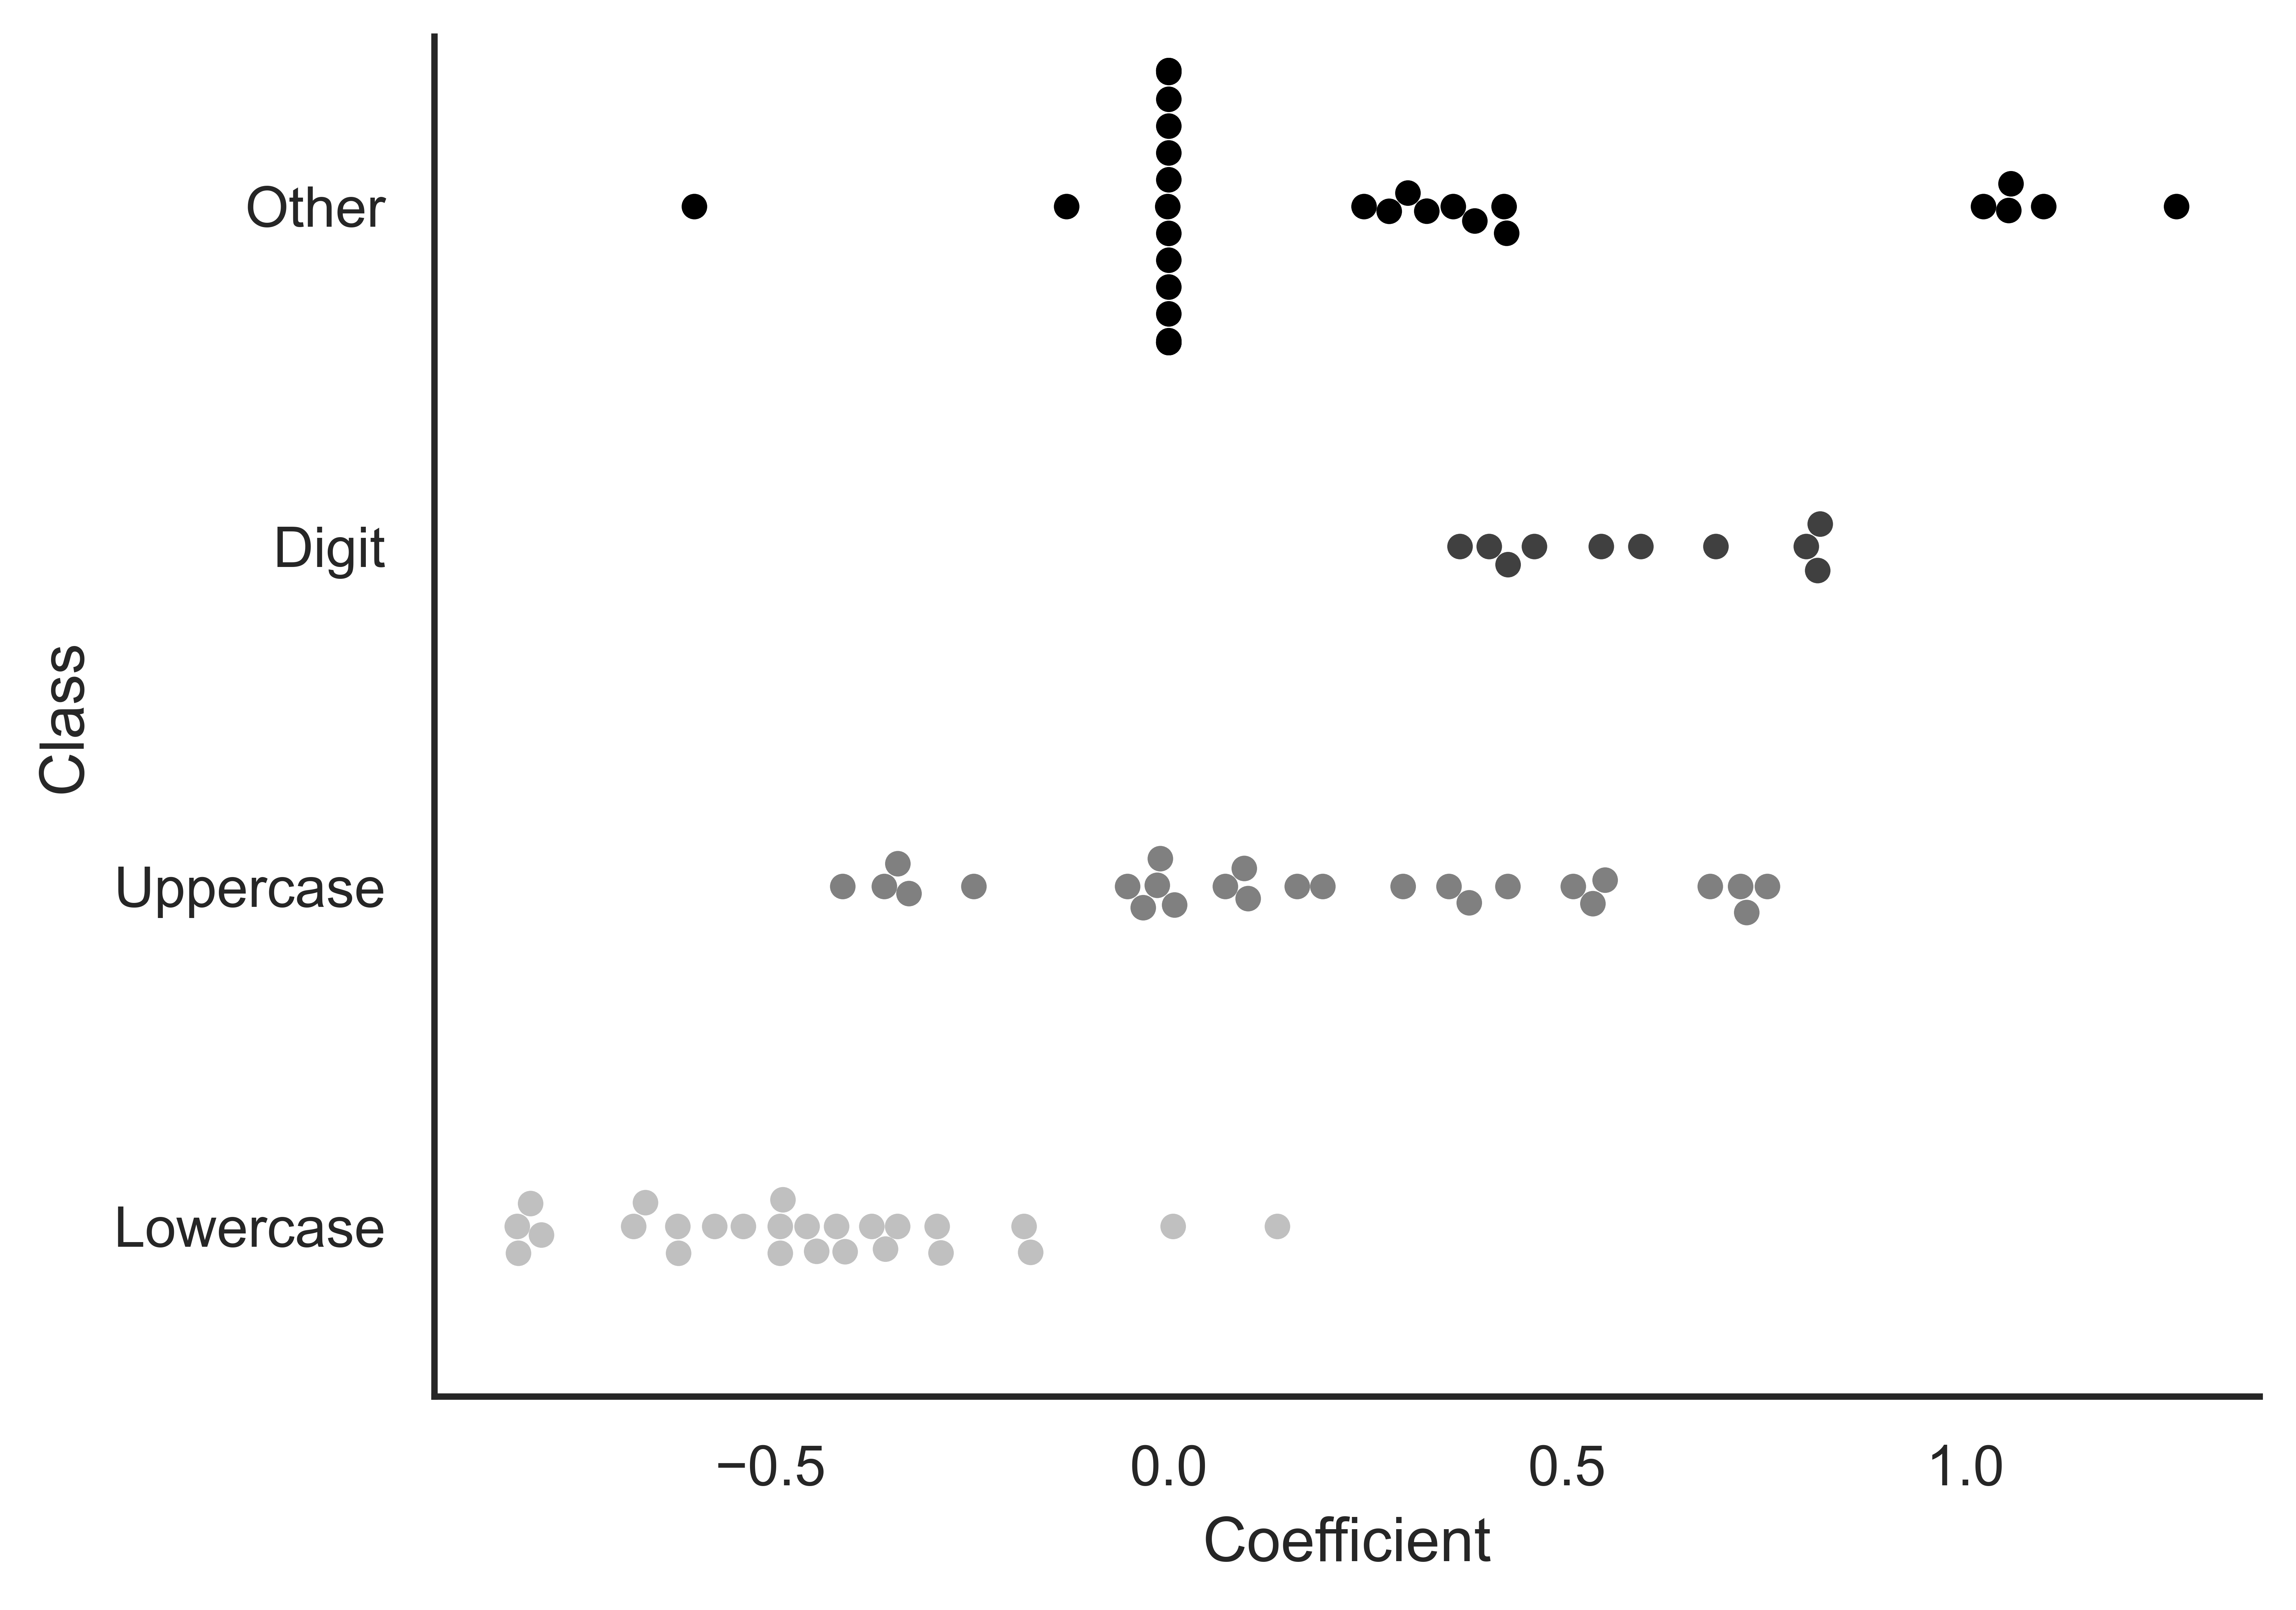 Other
Digit
Class
Uppercase
Lowercase
−0.5 0.0 0.5 1.0
Coefficient